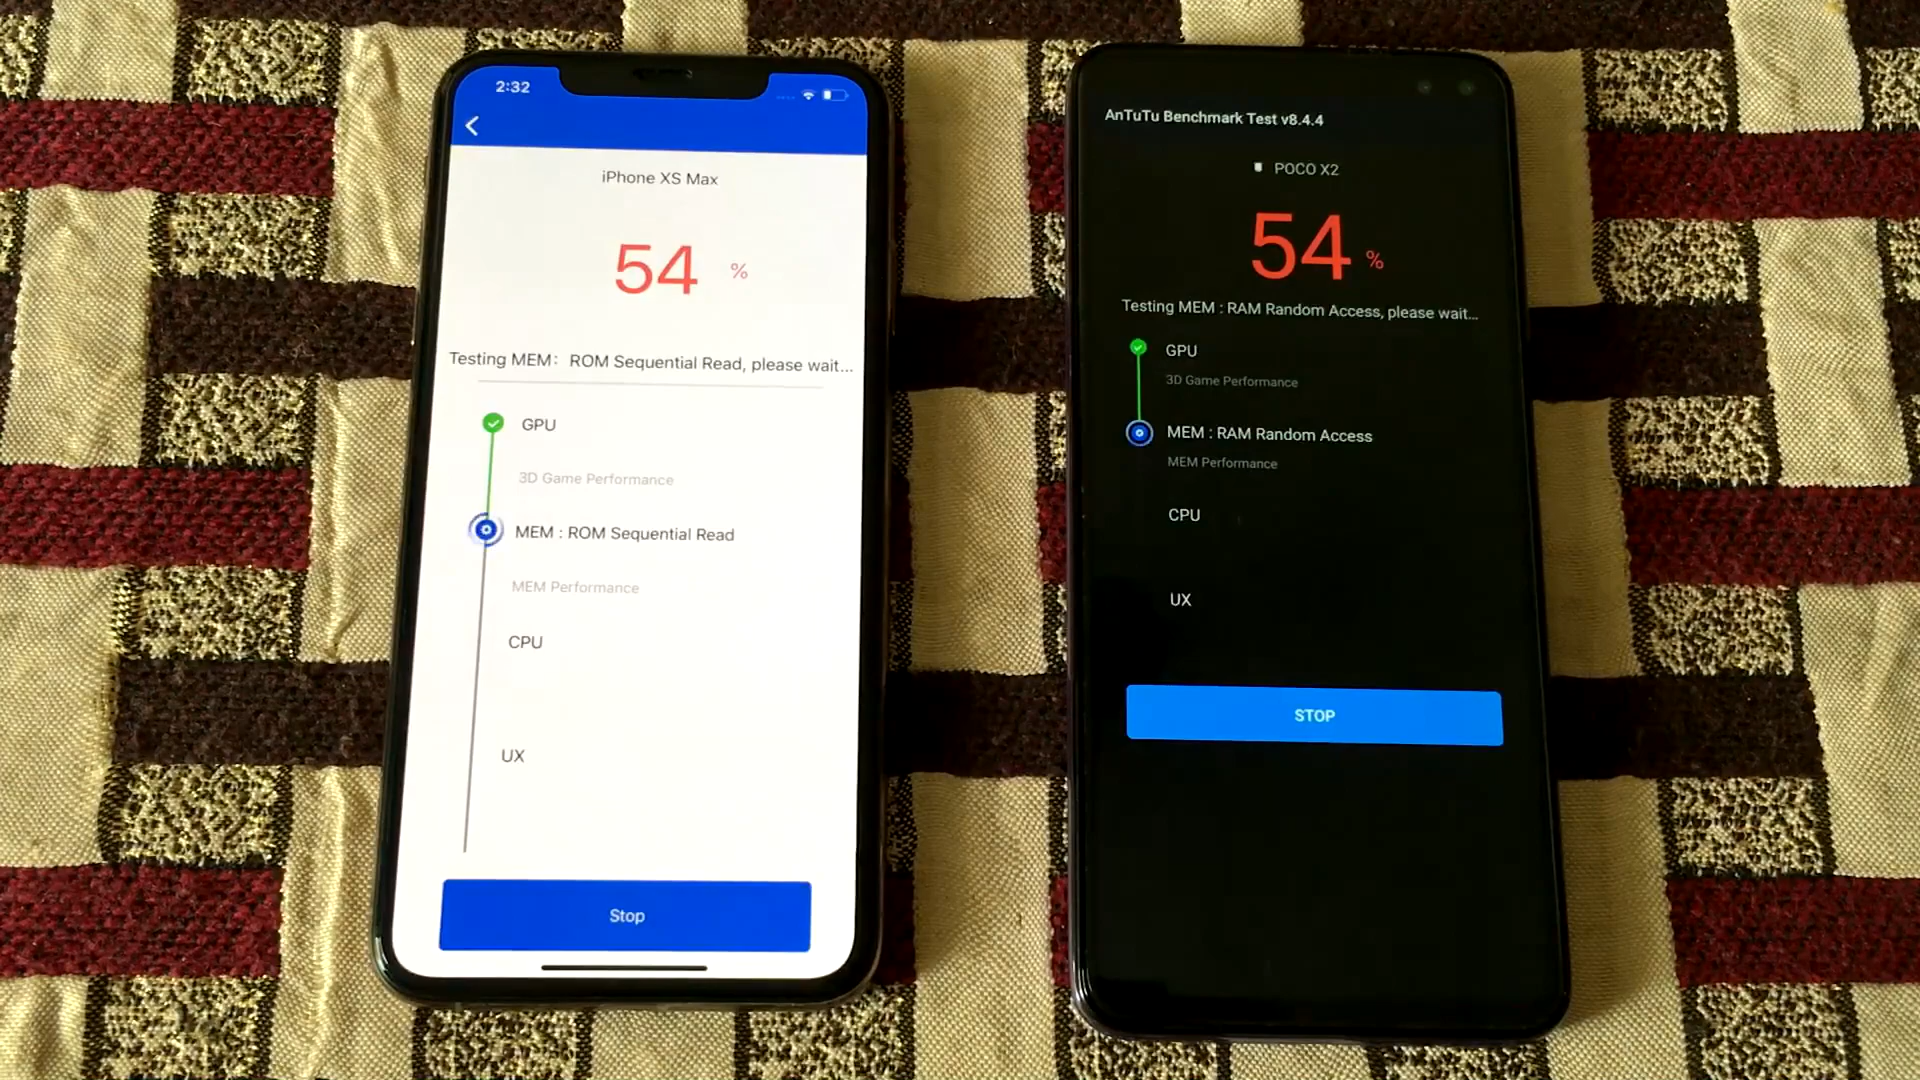 2:32
iPhone XS Max
54 %
Testing MEM: ROM Sequential Read, please wait...
GPU
3D Game Performance
MEM : ROM Sequential Read
MEM Performance
CPU
UX
Stop
AnTuTu Benchmark Test v8.4.4
POCO X2
54 %
Testing MEM : RAM Random Access, please wait...
GPU
3D Game Performance
MEM : RAM Random Access
MEM Performance
CPU
UX
STOP